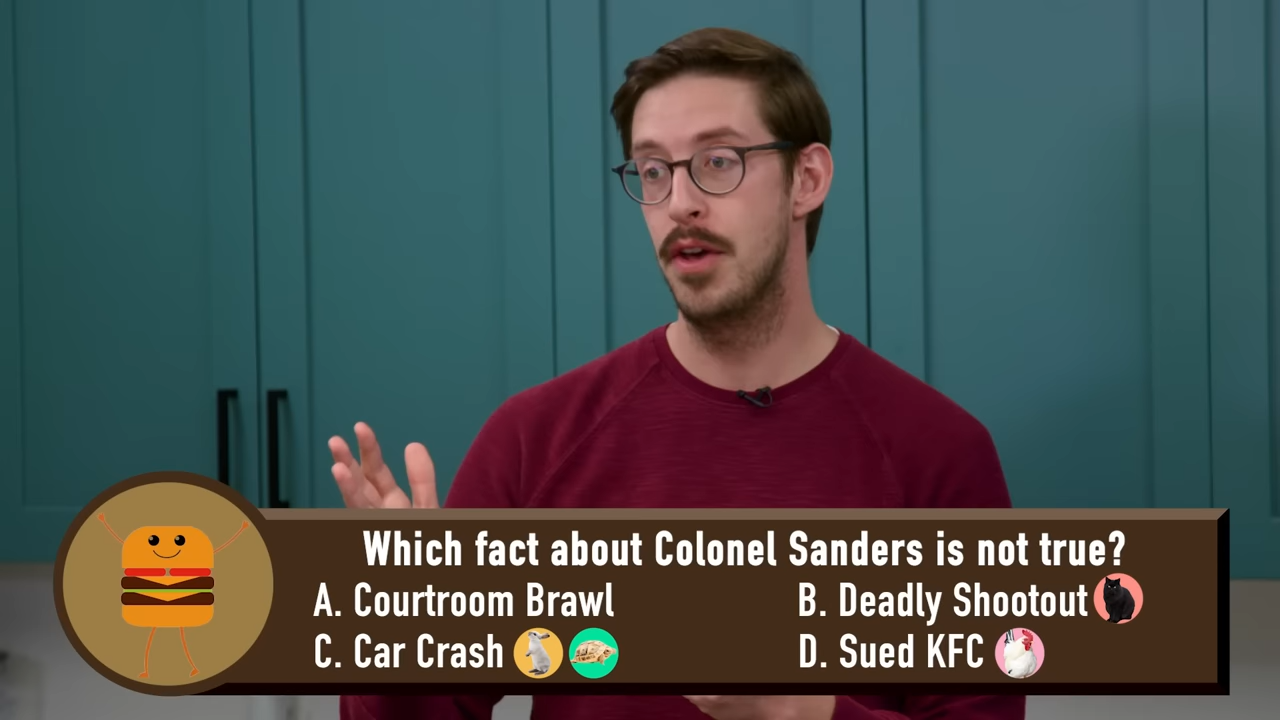 Which fact about Colonel Sanders is not true?
A. Courtroom Brawl
B. Deadly Shootout
C. Car Crash
D. Sued KFC